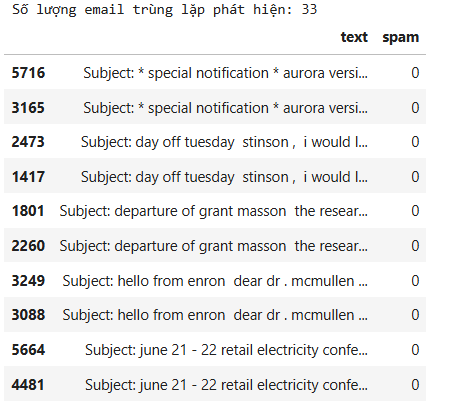 Số lượng email trùng lặp phát hiện: 33
text spam
5716 Subject: * special notification * aurora versi... 0
3165 Subject: * special notification * aurora versi... 0
2473 Subject: day off tuesday stinson , i would l... 0
1417 Subject: day off tuesday stinson , i would l... 0
1801 Subject: departure of grant masson the resear... 0
2260 Subject: departure of grant masson the resear... 0
3249 Subject: hello from enron dear dr . mcmullen ... 0
3088 Subject: hello from enron dear dr . mcmullen ... 0
5664 Subject: june 21 - 22 retail electricity confe... 0
4481 Subject: june 21 - 22 retail electricity confe... 0